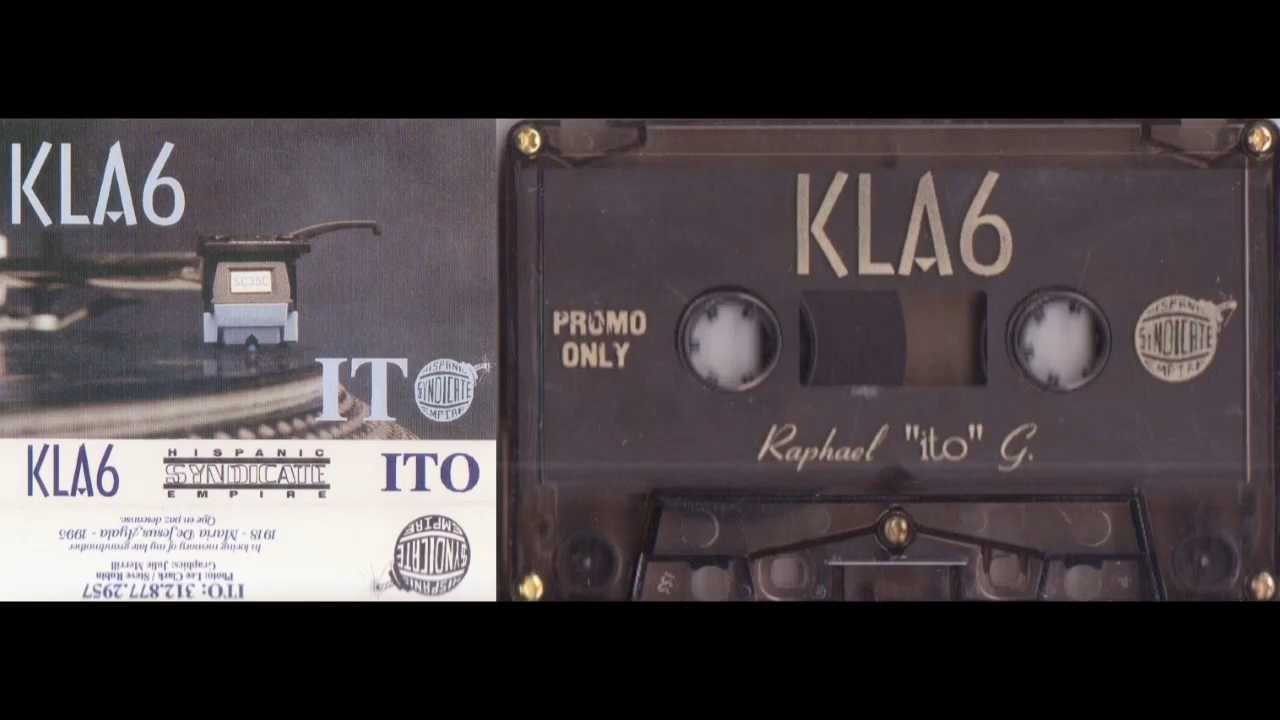 KLA6
SC35C
ITO
HISPANIC
SYNDICATE
EMPIRE
KLA6
HISPANIC
SYNDICATE
EMPIRE
ITO
ITO: 312.877.2957
Photo: Lee Clark / Steve Rubin
Graphics: Julie Merrill
In loving memory of my late grandmother
1918 - Maria De Jesus Ayala - 1995
Que en paz descanse.
HISPANIC
SYNDICATE
EMPIRE
KLA6
PROMO
ONLY
HISPANIC
SYNDICATE
EMPIRE
Raphael "ito" G.